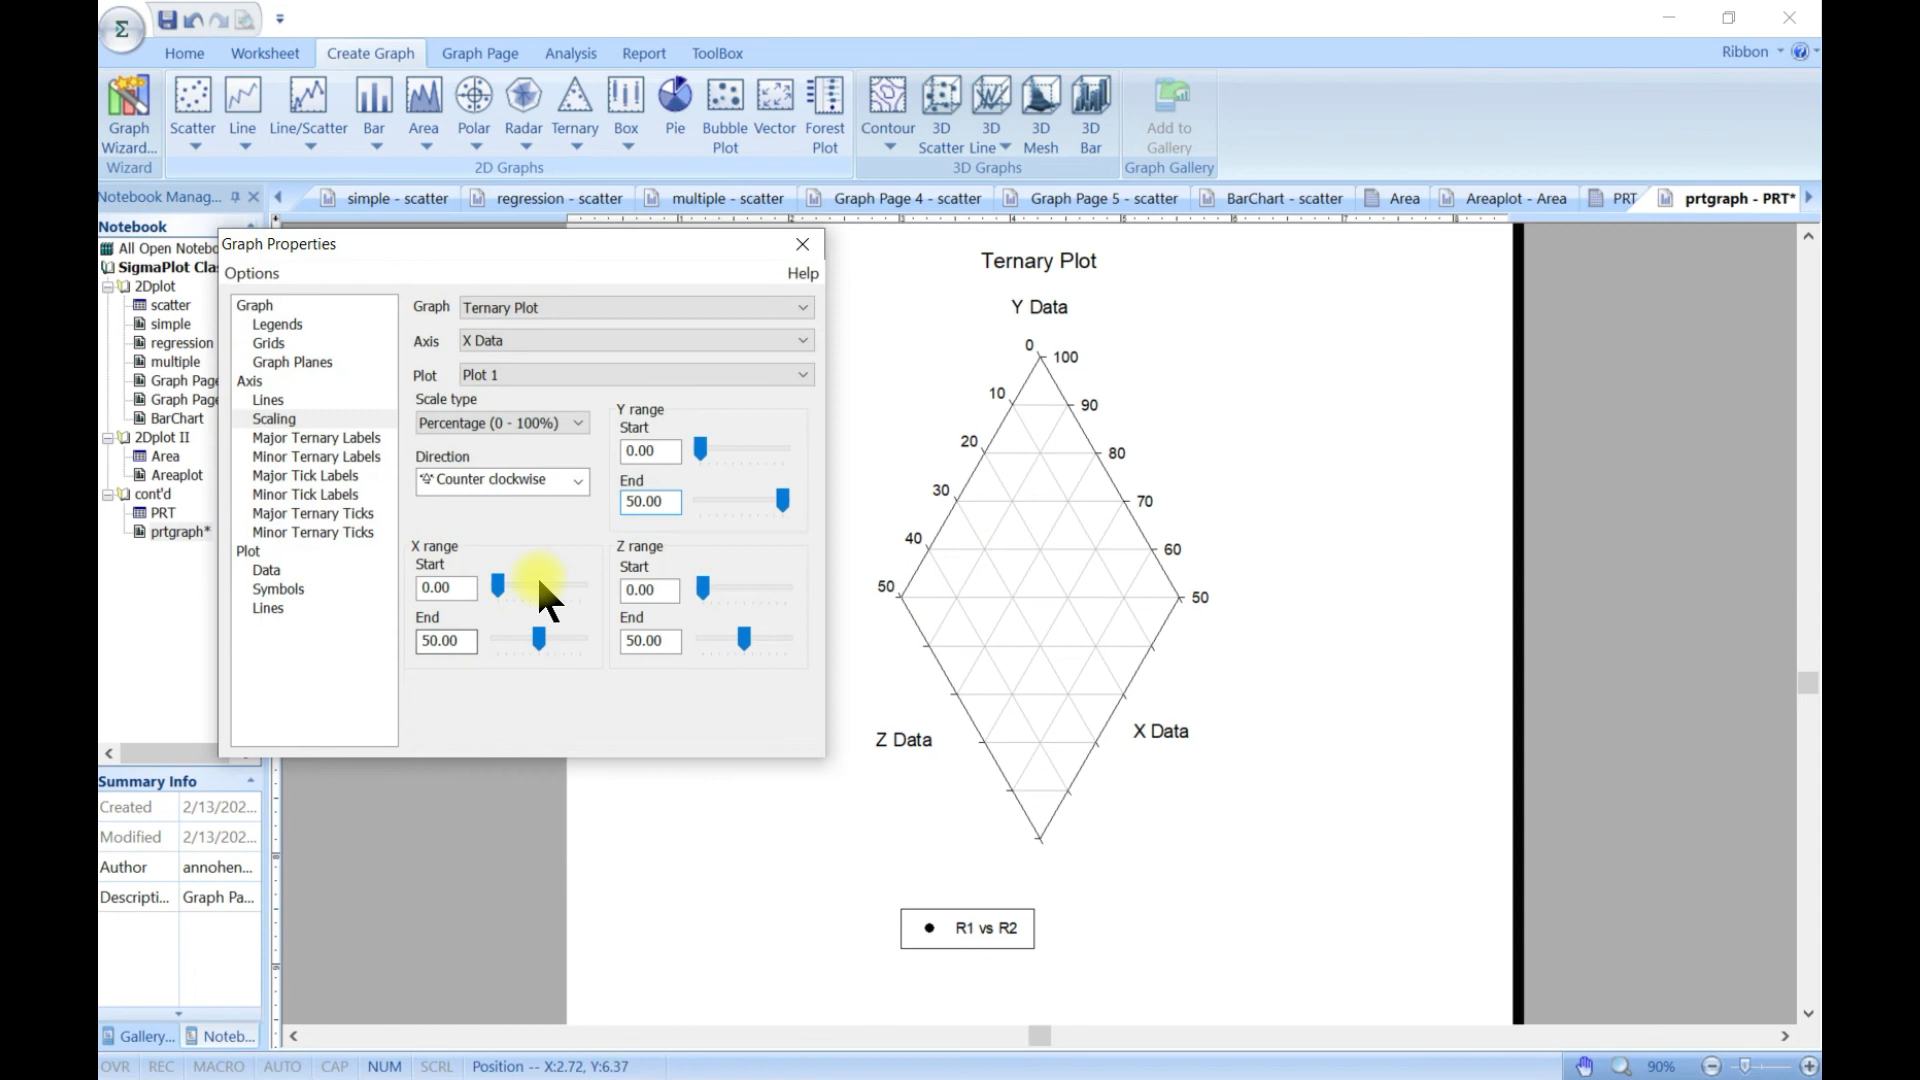 Σ
Home Worksheet Create Graph Graph Page Analysis Report ToolBox Ribbon
Graph Wizard...
Scatter
Line
Line/Scatter
Bar
Area
Polar
Radar
Ternary
Box
Pie
Bubble Plot
Vector
Forest Plot
Contour
3D Scatter
3D Line
3D Mesh
3D Bar
Add to Gallery
Wizard 2D Graphs 3D Graphs Graph Gallery
Notebook Manag...
simple - scatter regression - scatter multiple - scatter Graph Page 4 - scatter Graph Page 5 - scatter BarChart - scatter Area Areaplot - Area PRT prtgraph - PRT*
Notebook
All Open Notebo
SigmaPlot Cla
2Dplot
scatter
simple
regression
multiple
Graph Page
Graph Page
BarChart
2Dplot II
Area
Areaplot
cont'd
PRT
prtgraph*
Graph Properties
Options Help
Graph
Legends
Grids
Graph Planes
Axis
Lines
Scaling
Major Ternary Labels
Minor Ternary Labels
Major Tick Labels
Minor Tick Labels
Major Ternary Ticks
Minor Ternary Ticks
Plot
Data
Symbols
Lines
Graph Ternary Plot
Axis X Data
Plot Plot 1
Scale type
Percentage (0 - 100%)
Direction
Counter clockwise
Y range
Start
0.00
End
50.00
X range
Start
0.00
End
50.00
Z range
Start
0.00
End
50.00
Ternary Plot
Y Data
0 100
10 90
20 80
30 70
40 60
50 50
Z Data X Data
R1 vs R2
Summary Info
Created 2/13/202...
Modified 2/13/202...
Author annohen...
Descripti... Graph Pa...
Gallery... Noteb...
OVR REC MACRO AUTO CAP NUM SCRL Position -- X:2.72, Y:6.37 90%